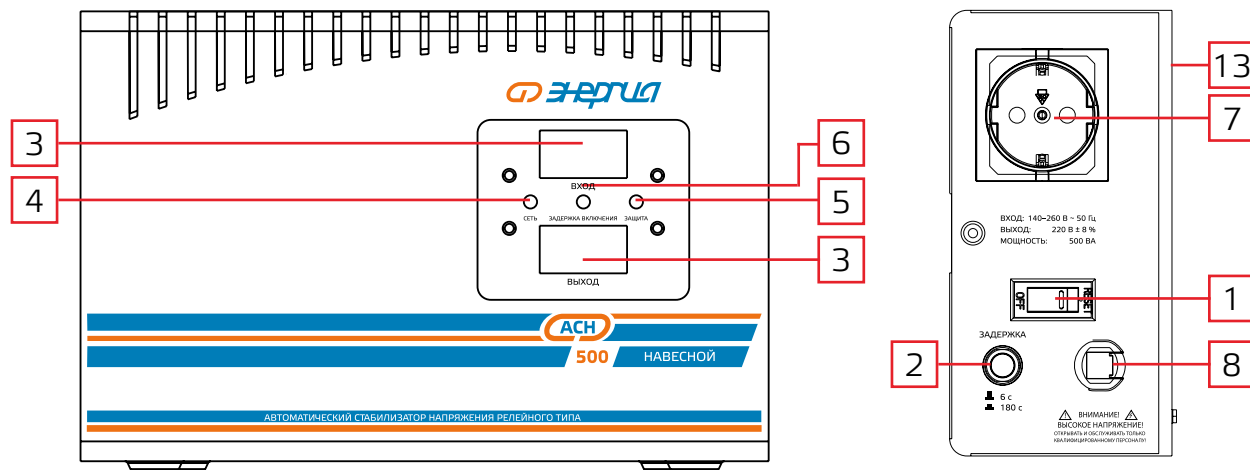 ЭНЕРГИЯ
3
ВХОД
6
4
СЕТЬ
ЗАДЕРЖКА ВКЛЮЧЕНИЯ
ЗАЩИТА
5
3
ВЫХОД
АСН
500
НАВЕСНОЙ
АВТОМАТИЧЕСКИЙ СТАБИЛИЗАТОР НАПРЯЖЕНИЯ РЕЛЕЙНОГО ТИПА
13
7
ВХОД: 140–260 В ~ 50 Гц
ВЫХОД: 220 В ± 8 %
МОЩНОСТЬ: 500 ВА
OFF
RESET
1
ЗАДЕРЖКА
2
8
6 с
180 с
ВНИМАНИЕ!
ВЫСОКОЕ НАПРЯЖЕНИЕ!
ОТКРЫВАТЬ И ОБСЛУЖИВАТЬ ТОЛЬКО
КВАЛИФИЦИРОВАННОМУ ПЕРСОНАЛУ!